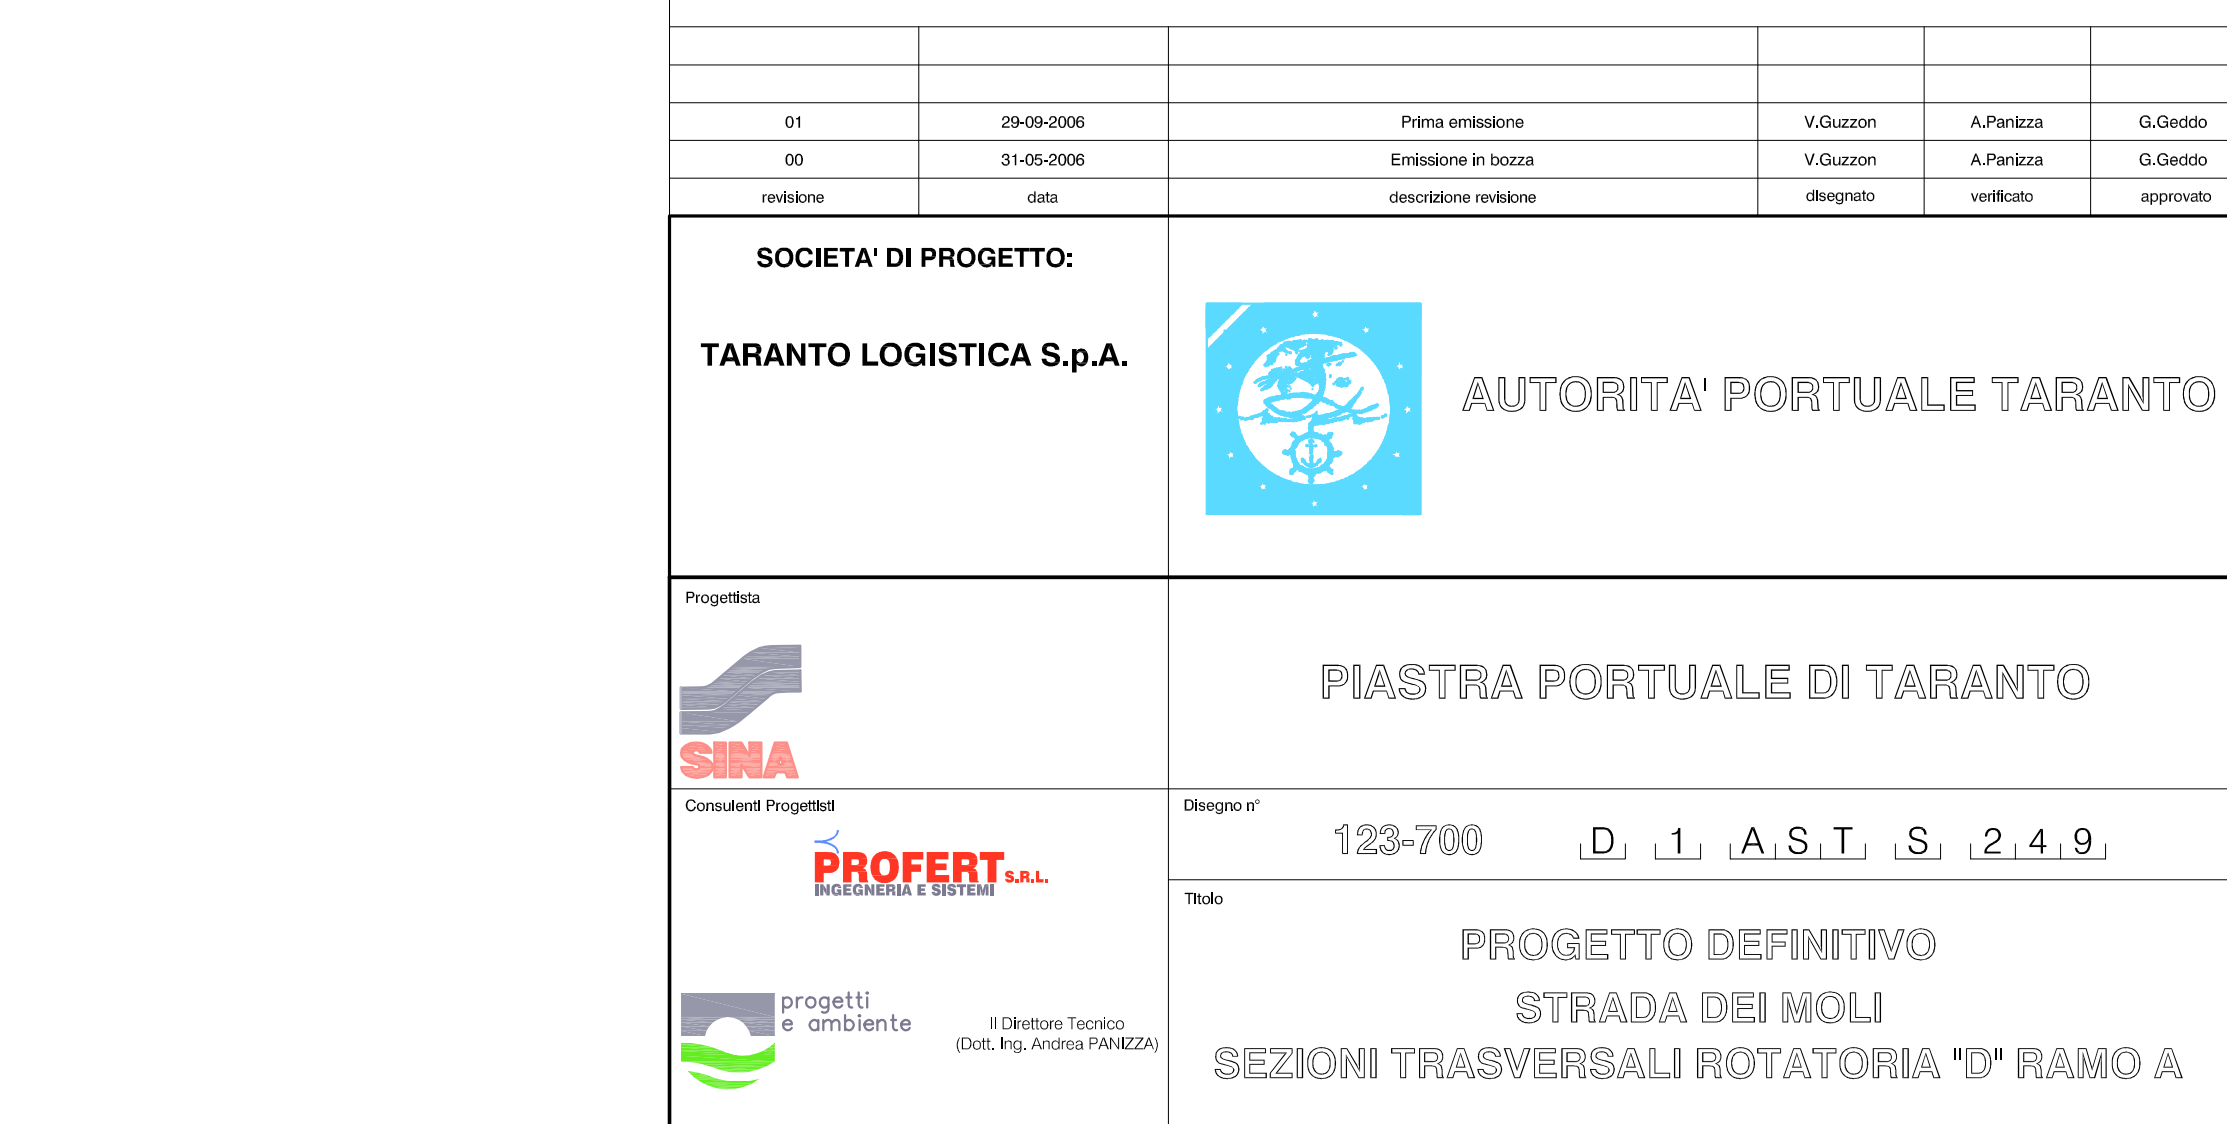 01 29-09-2006 Prima emissione V.Guzzon A.Panizza G.Geddo
00 31-05-2006 Emissione in bozza V.Guzzon A.Panizza G.Geddo
revisione data descrizione revisione disegnato verificato approvato
SOCIETA' DI PROGETTO:
TARANTO LOGISTICA S.p.A.
AUTORITA' PORTUALE TARANTO
Progettista
SINA
PIASTRA PORTUALE DI TARANTO
Consulenti Progettisti
PROFERT S.R.L.
INGEGNERIA E SISTEMI
progetti
e ambiente
Il Direttore Tecnico
(Dott. Ing. Andrea PANIZZA)
Disegno n°
123-700 D 1 AST S 249
Titolo
PROGETTO DEFINITIVO
STRADA DEI MOLI
SEZIONI TRASVERSALI ROTATORIA "D" RAMO A